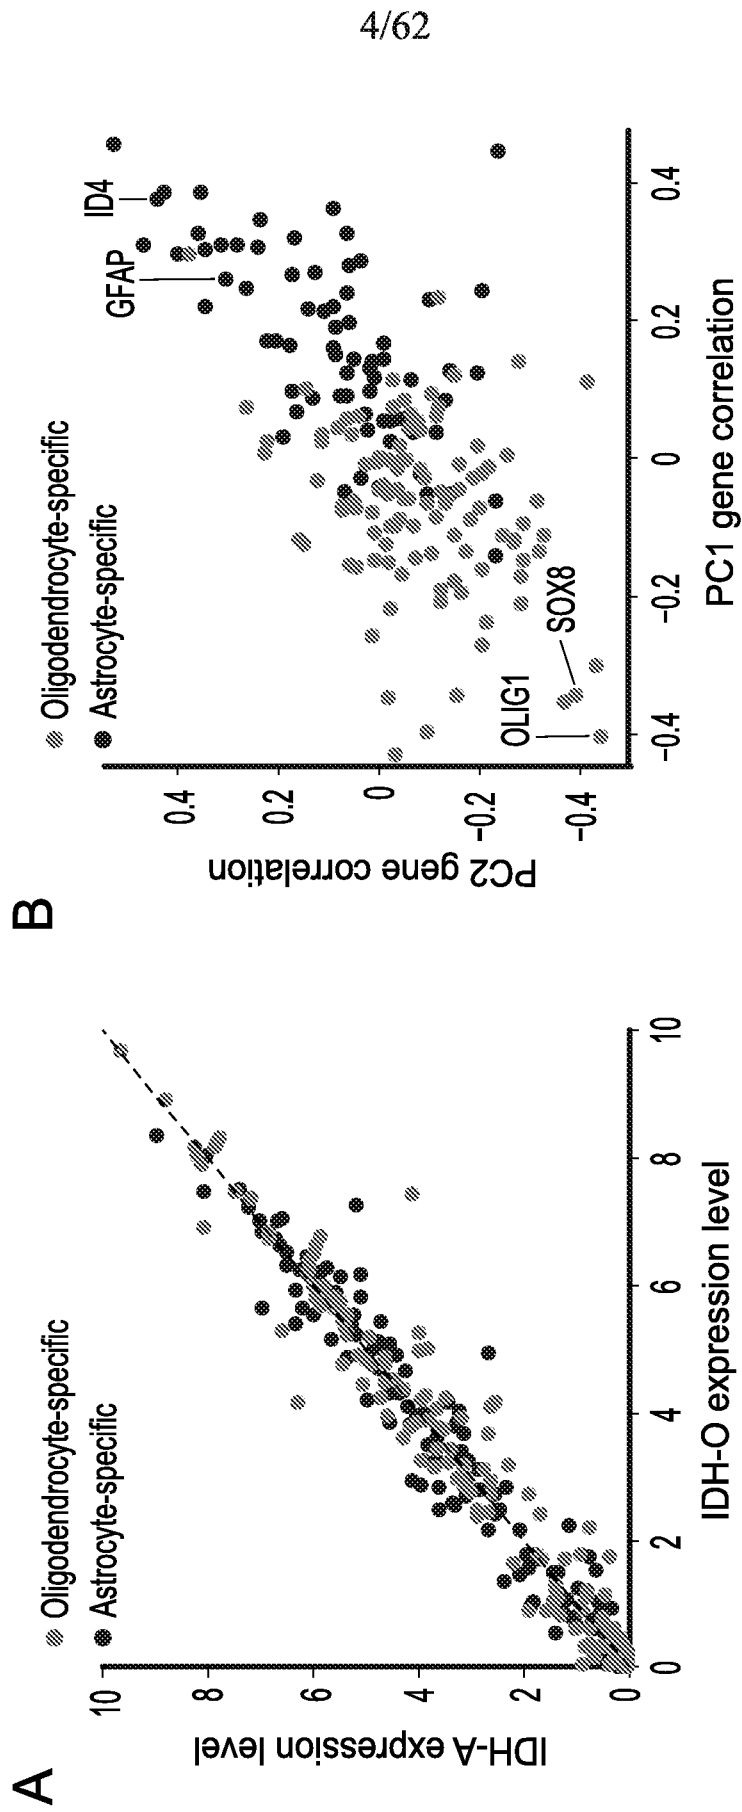 4/62
A
Oligodendrocyte-specific
Astrocyte-specific
IDH-A expression level
10
8
6
4
2
0
0 2 4 6 8 10
IDH-O expression level
B
Oligodendrocyte-specific
Astrocyte-specific
PC2 gene correlation
0.4
0.2
0
−0.2
−0.4
GFAP
ID4
OLIG1
SOX8
−0.4 −0.2 0 0.2 0.4
PC1 gene correlation